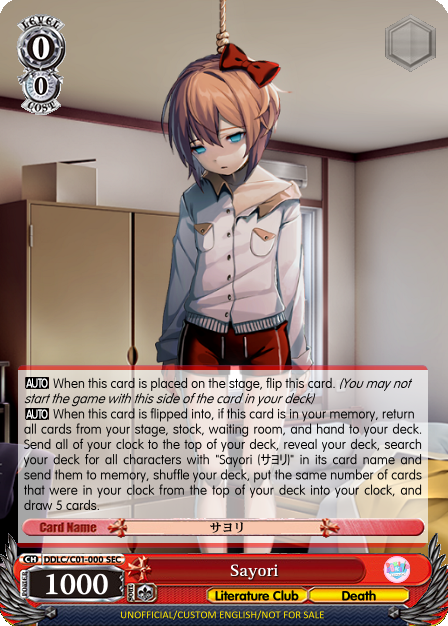 LEVEL
0
0
COST
AUTO When this card is placed on the stage, flip this card. (You may not
start the game with this side of the card in your deck)
AUTO When this card is flipped into, if this card is in your memory, return
all cards from your stage, stock, waiting room, and hand to your deck.
Send all of your clock to the top of your deck, reveal your deck, search
your deck for all characters with "Sayori (サヨリ)" in its card name and
send them to memory, shuffle your deck, put the same number of cards
that were in your clock from the top of your deck into your clock, and
draw 5 cards.
Card Name サヨリ
CH DDLC/C01-000 SEC
POWER 1000 SOUL Sayori
Literature Club Death
UNOFFICIAL/CUSTOM ENGLISH/NOT FOR SALE